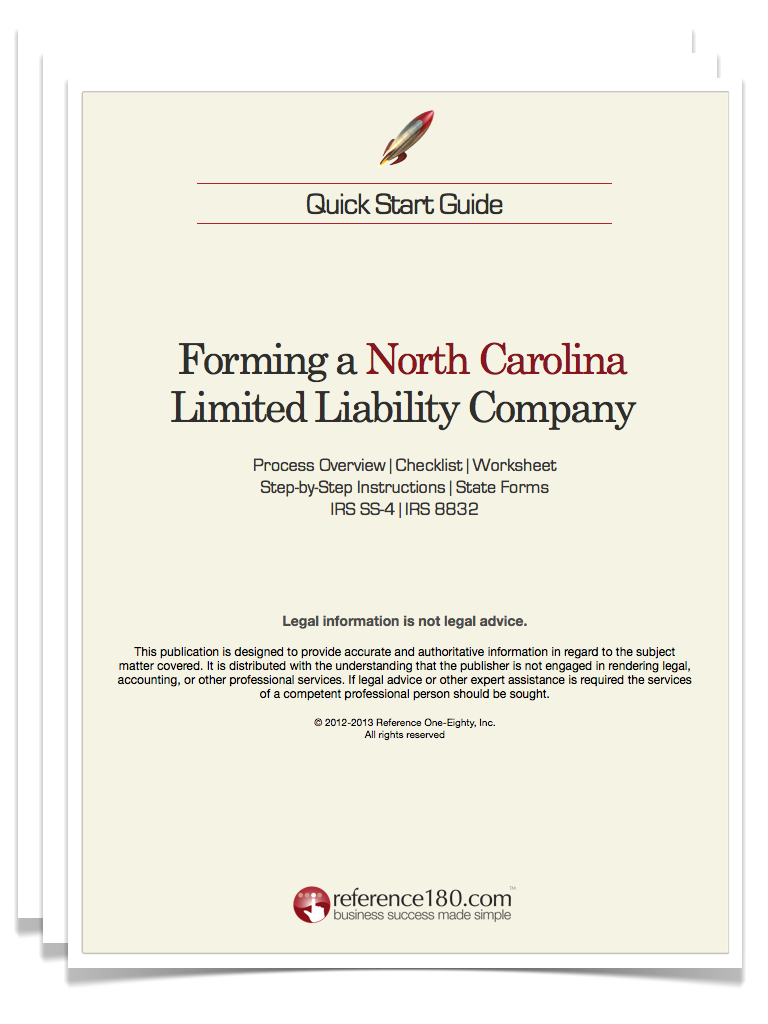 Quick Start Guide
Forming a North Carolina
Limited Liability Company
Process Overview | Checklist | Worksheet
Step-by-Step Instructions | State Forms
IRS SS-4 | IRS 8832
Legal information is not legal advice.
This publication is designed to provide accurate and authoritative information in regard to the subject
matter covered. It is distributed with the understanding that the publisher is not engaged in rendering legal,
accounting, or other professional services. If legal advice or other expert assistance is required the services
of a competent professional person should be sought.
© 2012-2013 Reference One-Eighty, Inc.
All rights reserved
reference180.com™
business success made simple